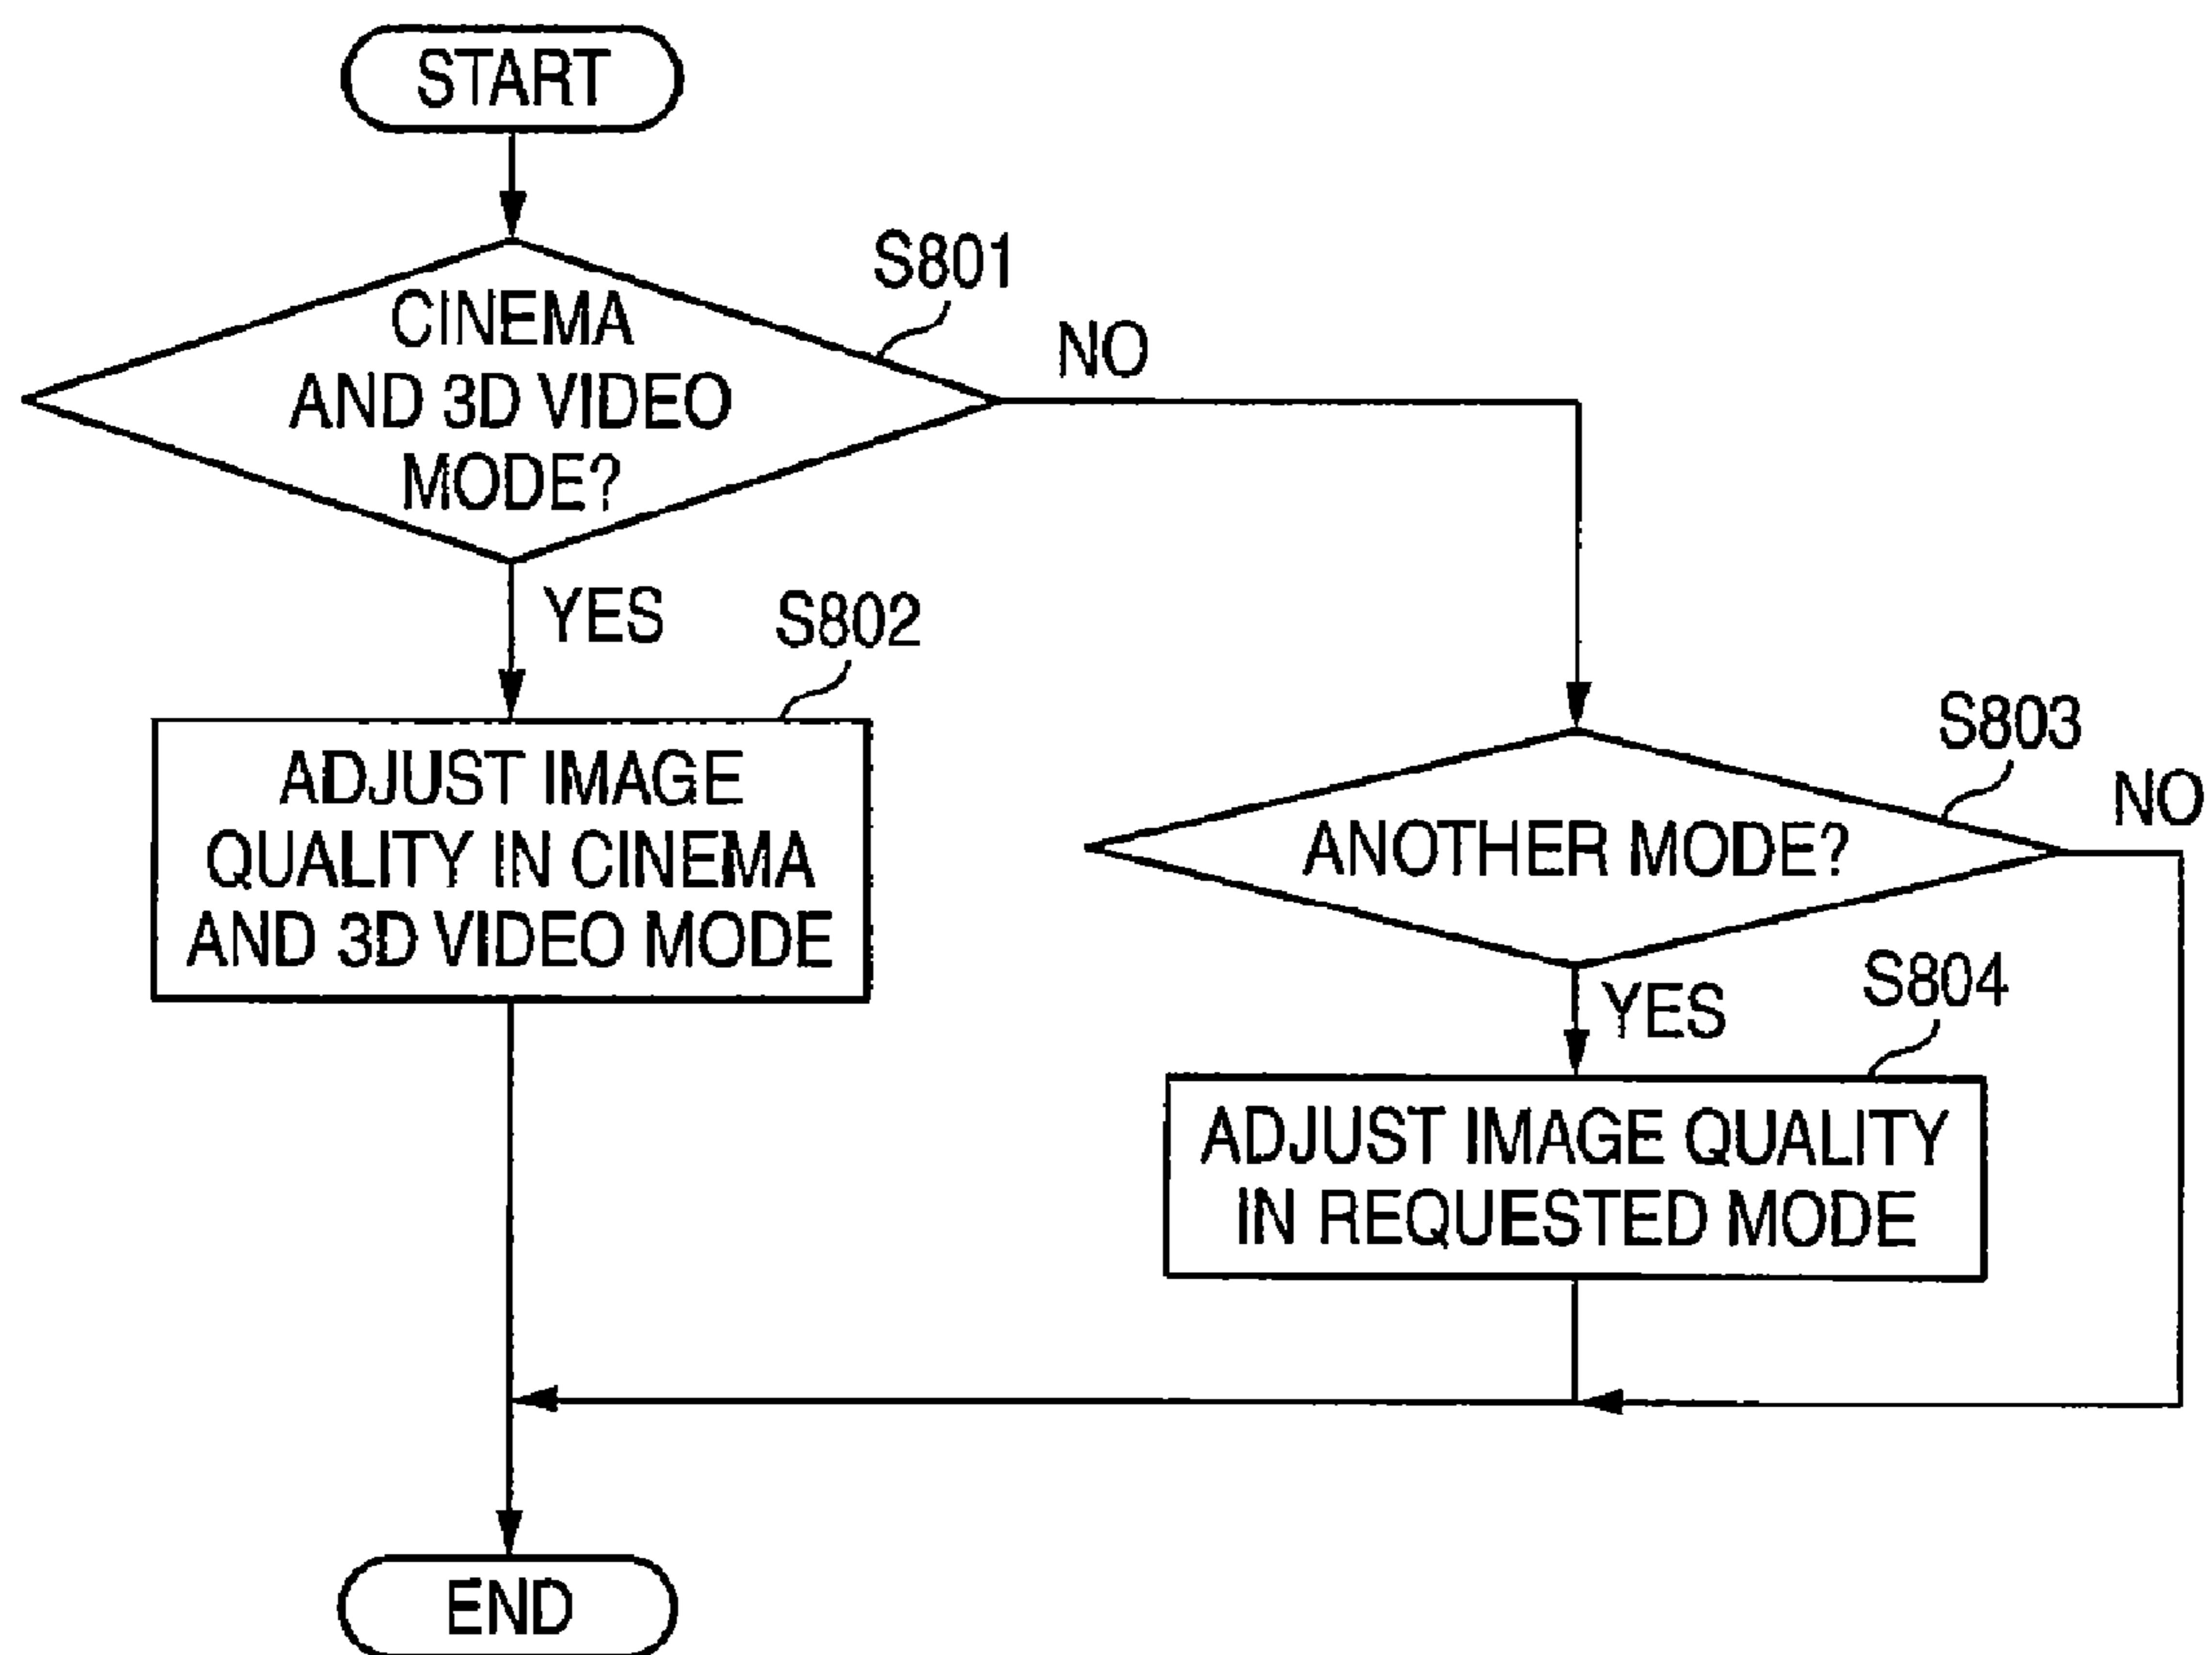 START
S801
CINEMA
AND 3D VIDEO
MODE?
NO
YES
S802
ADJUST IMAGE
QUALITY IN CINEMA
AND 3D VIDEO MODE
S803
NO
ANOTHER MODE?
YES
S804
ADJUST IMAGE QUALITY
IN REQUESTED MODE
END